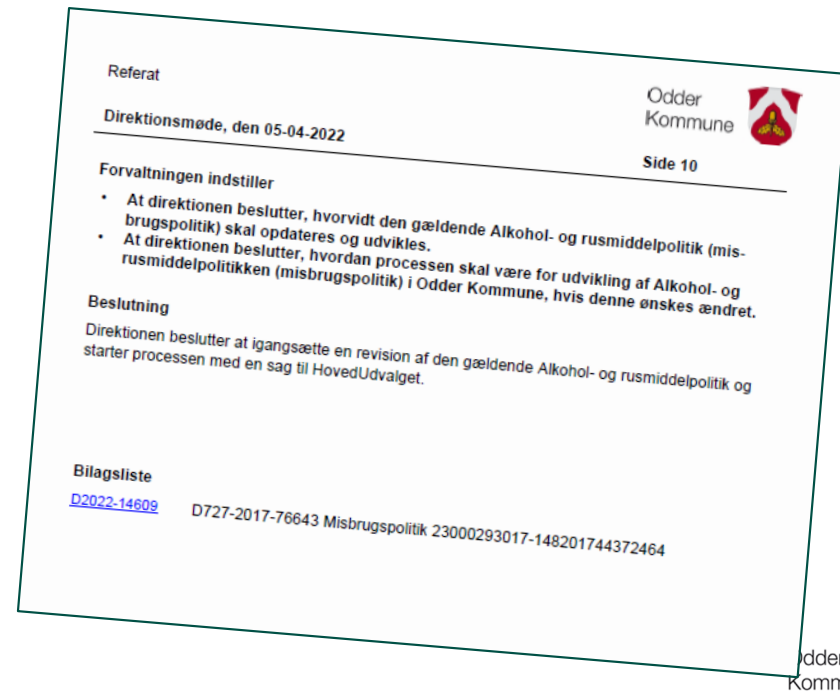 Referat
Odder
Kommune
Direktionsmøde, den 05-04-2022
Side 10
Forvaltningen indstiller
• At direktionen beslutter, hvorvidt den gældende Alkohol- og rusmiddelpolitik (mis-
brugspolitik) skal opdateres og udvikles.
• At direktionen beslutter, hvordan processen skal være for udvikling af Alkohol- og
rusmiddelpolitikken (misbrugspolitik) i Odder Kommune, hvis denne ønskes ændret.
Beslutning
Direktionen beslutter at igangsætte en revision af den gældende Alkohol- og rusmiddelpolitik og
starter processen med en sag til HovedUdvalget.
Bilagsliste
D2022-14609 D727-2017-76643 Misbrugspolitik 23000293017-148201744372464